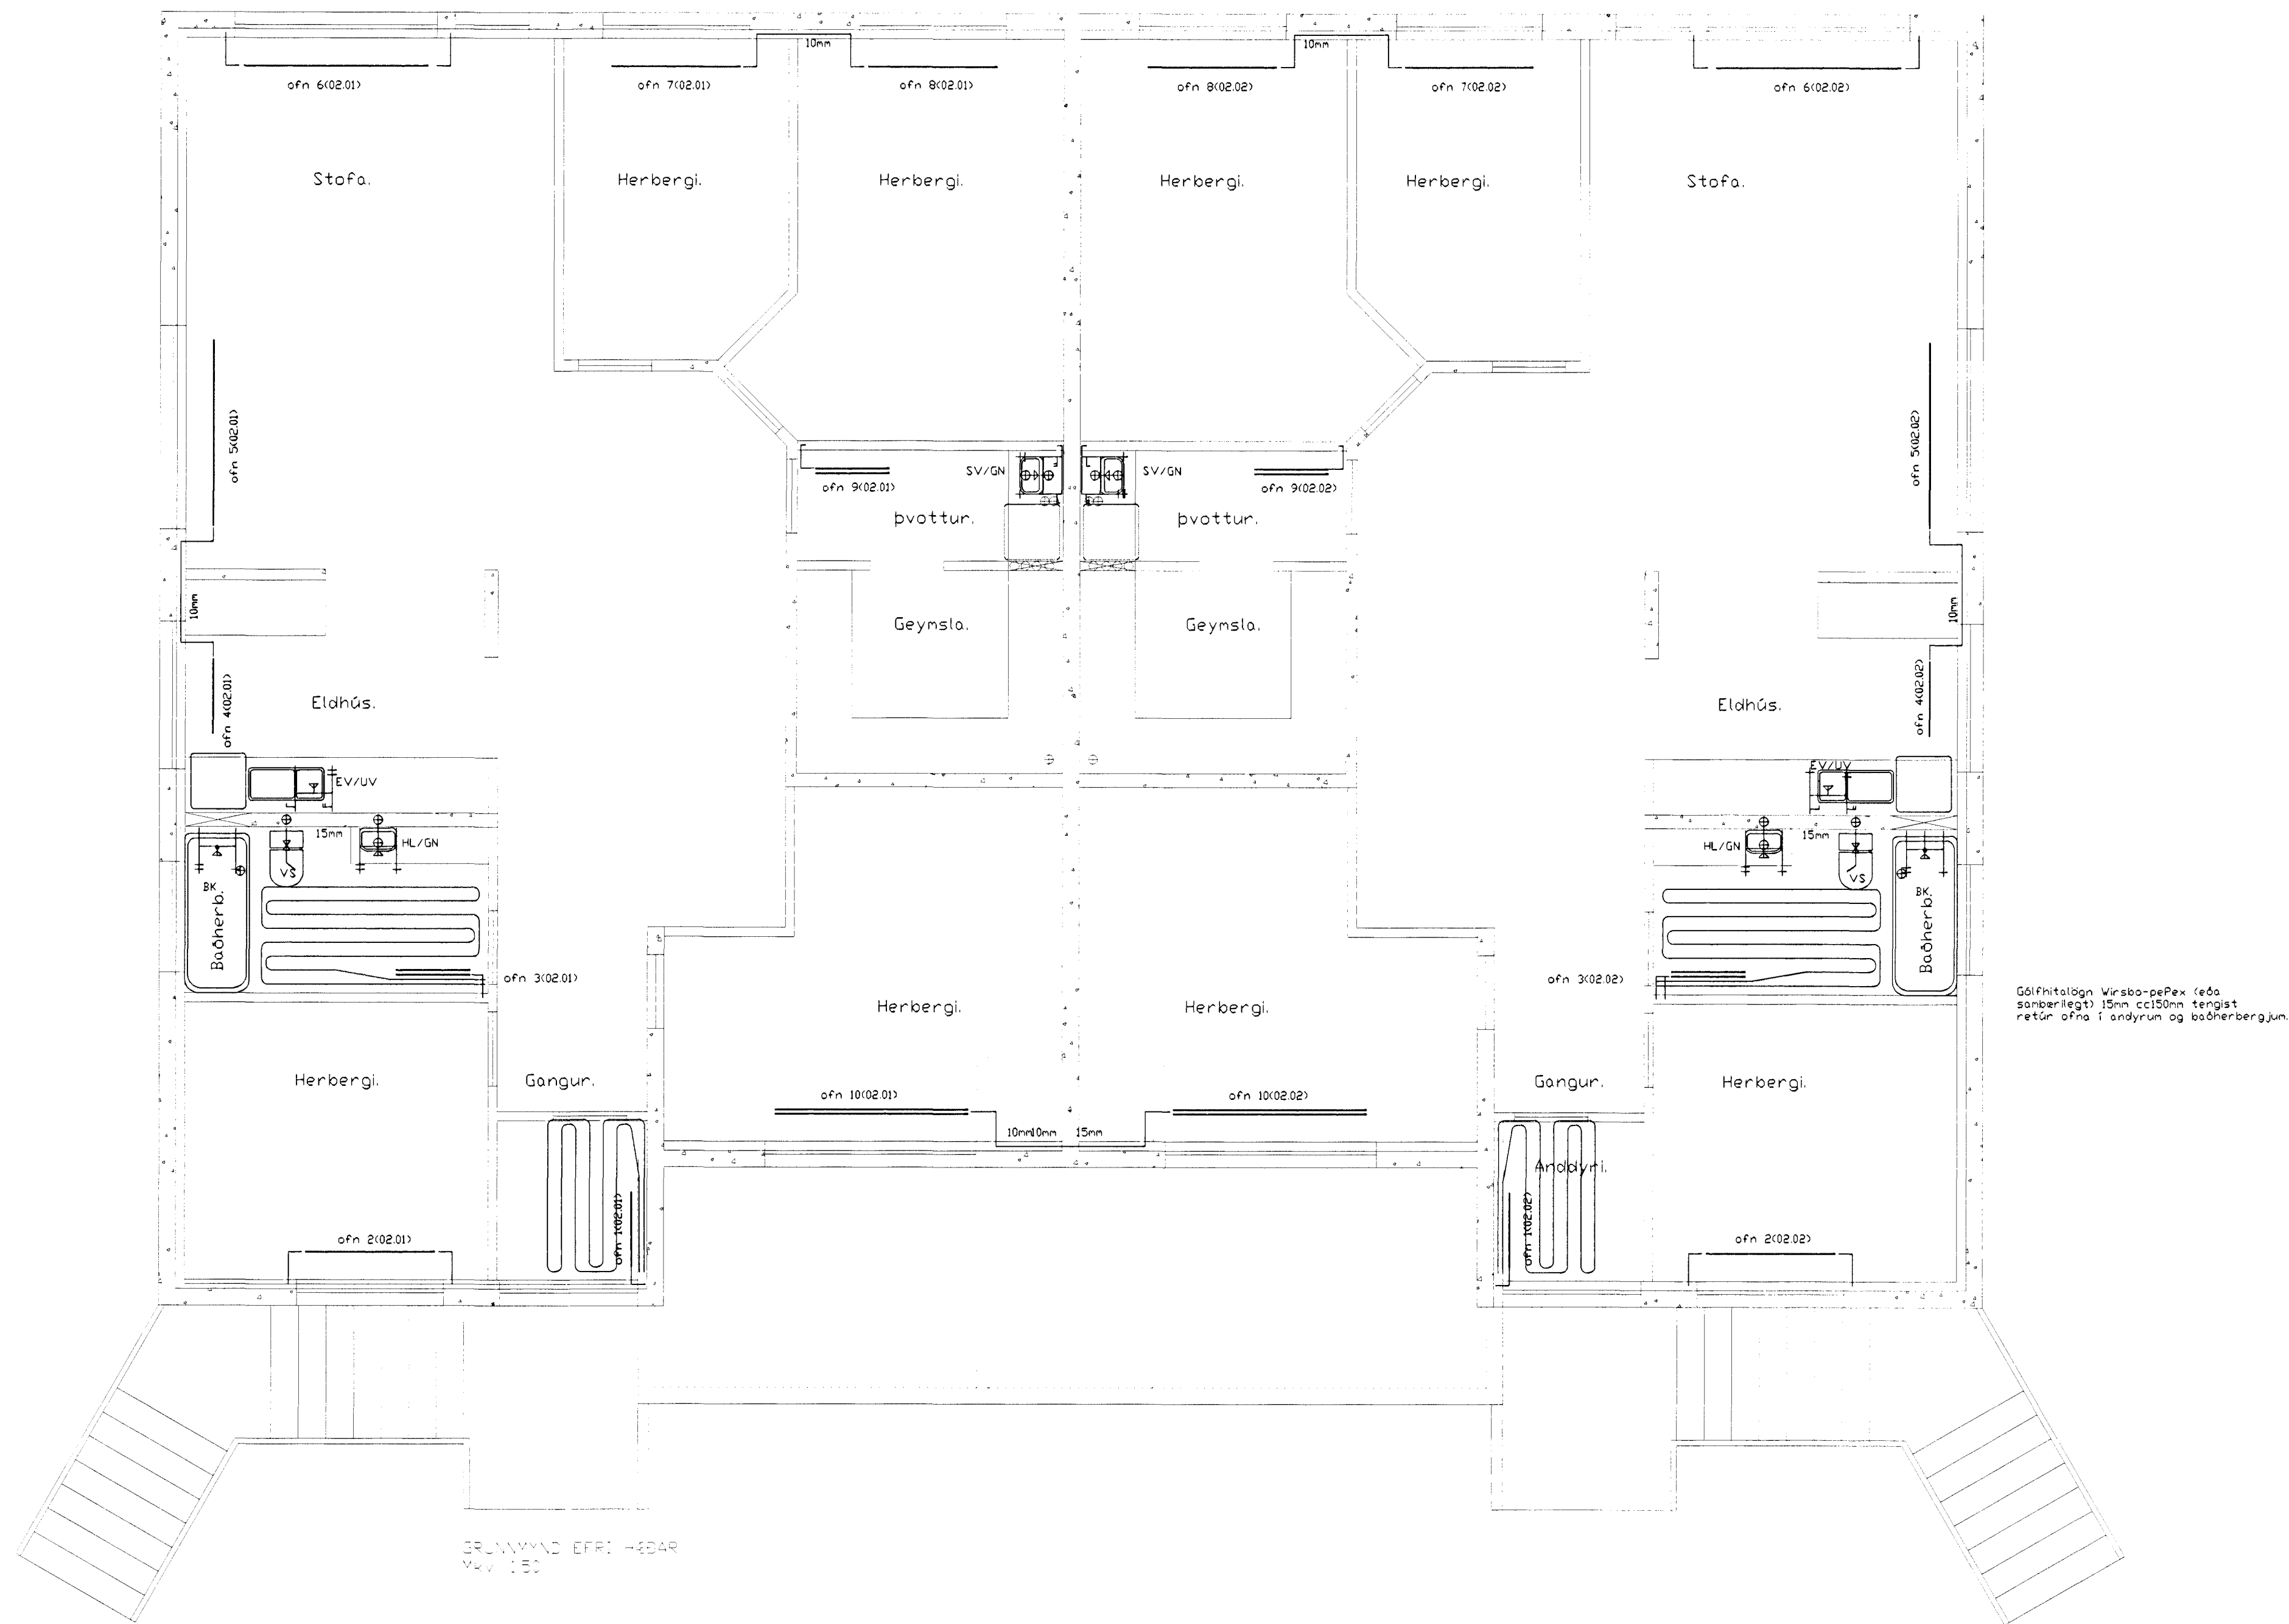 10mm
10mm
ofn 6(02.01)
ofn 7(02.01)
ofn 8(02.01)
ofn 8(02.02)
ofn 7(02.02)
ofn 6(02.02)
Stofa.
Herbergi.
Herbergi.
Herbergi.
Herbergi.
Stofa.
ofn 5(02.01)
ofn 5(02.02)
SV/GN
SV/GN
ofn 9(02.01)
ofn 9(02.02)
Þvottur.
Þvottur.
10mm
10mm
Geymsla.
Geymsla.
ofn 4(02.01)
ofn 4(02.02)
Eldhús.
Eldhús.
EV/UV
EV/UV
15mm
15mm
HL/GN
HL/GN
VS
VS
BK.
BK.
Baðherb.
Baðherb.
ofn 3(02.01)
ofn 3(02.02)
Gólfhitalögn Wirsbo-pePex (eða
sambærilegt) 15mm cc150mm tengist
retúr ofna í andyrum og baðherbergjum.
Herbergi.
Herbergi.
Herbergi.
Gangur.
Gangur.
Herbergi.
ofn 10(02.01)
ofn 10(02.02)
10mm
10mm
15mm
Anddyri.
ofn 1(02.01)
ofn 1(02.02)
ofn 2(02.01)
ofn 2(02.02)
GRUNNMYND EFRI HÆÐAR
Mkv 1:50